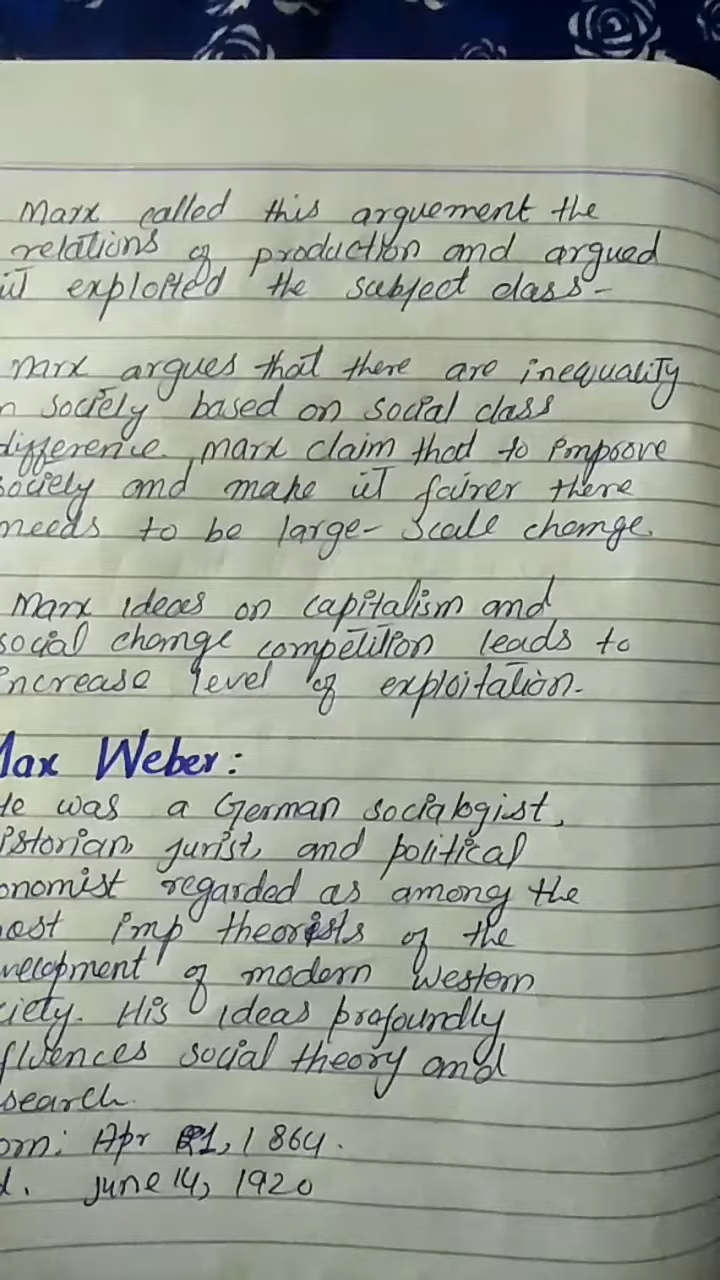 Marx called this arguement the
relations of production and argued
it exploited the subject class-
marx argues that there are inequality
n society based on social class
difference. marx claim that to improve
society and make it fairer there
needs to be large- scale change.
Marx ideas on capitalism and
social change competition leads to
increase level of exploitation.
Max Weber:
He was a German sociologist,
istorian, jurist, and political
onomist regarded as among the
ost imp theorists of the
velopment of modern Western
ciety. His ideas profoundly
fluences social theory and
search.
orn: Apr 21, 1864.
d. june 14, 1920